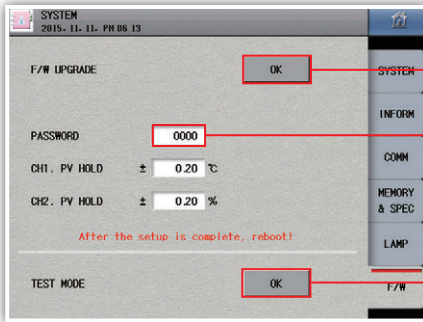 SYSTEM
2015. 11. 11. PM 06 13
F/W UPGRADE OK
PASSWORD 0000
CH1. PV HOLD ± 0.20 ℃
CH2. PV HOLD ± 0.20 %
After the setup is complete, reboot!
TEST MODE OK
SYSTEM
INFORM
COMM
MEMORY
& SPEC
LAMP
F/W